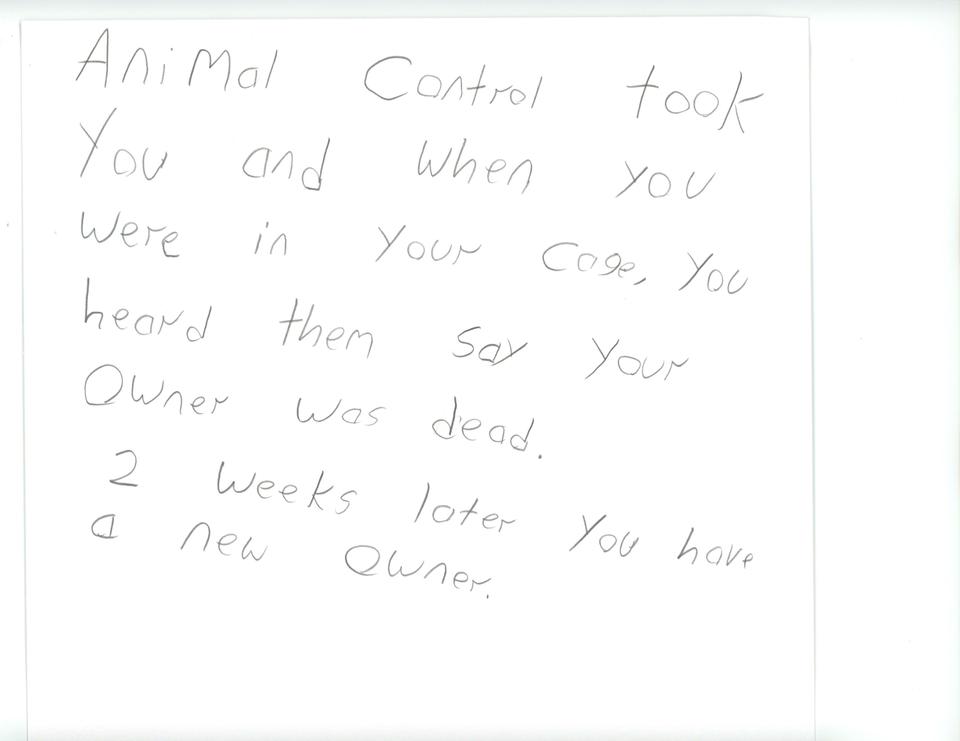 Animal Control took
You and when you
were in your cage, you
heard them say your
Owner was dead.
2 weeks later you have
a new owner.